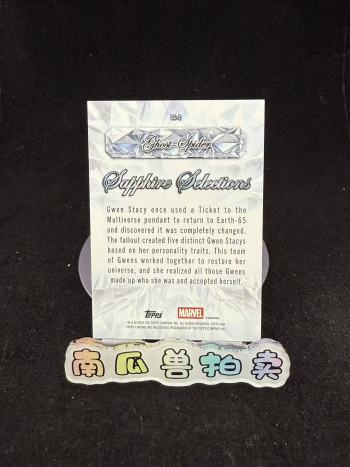 SS-2
Ghost-Spider
Sapphire Selections
Gwen Stacy once used a Ticket to the
Multiverse pendant to return to Earth-65
and discovered it was completely changed.
The fallout created five distinct Gwen Stacys
based on her personality traits. This team
of Gwens worked together to restore her
universe, and she realized all those Gwens
made up who she was and accepted herself.
Topps MARVEL
南瓜兽拍卖